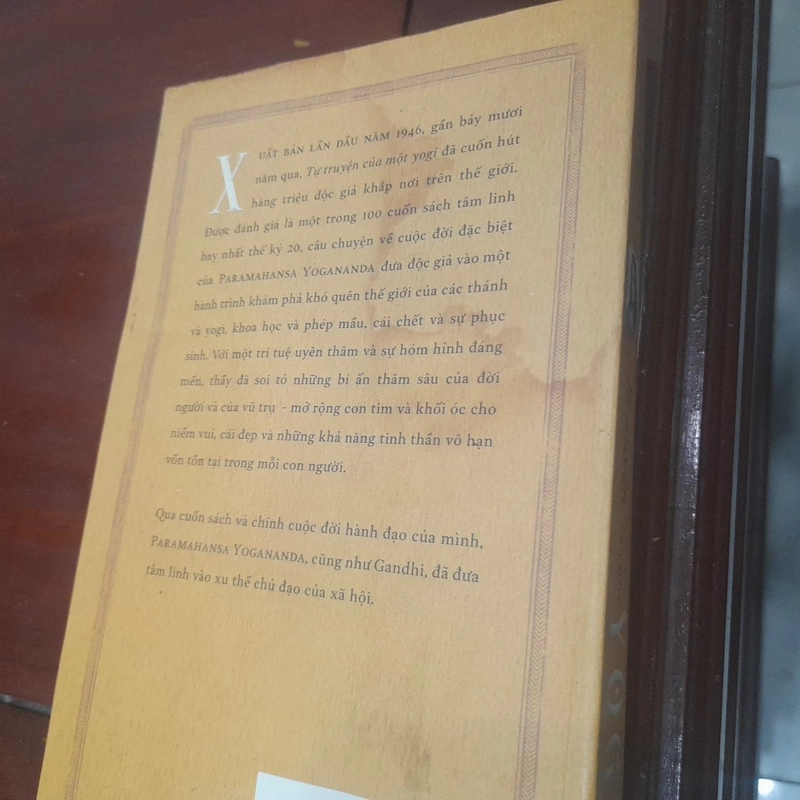 XUẤT BẢN LẦN ĐẦU NĂM 1946, gần bảy mươi
năm qua, Tự truyện của một yogi đã cuốn hút
hàng triệu độc giả khắp nơi trên thế giới.
Được đánh giá là một trong 100 cuốn sách tâm linh
hay nhất thế kỷ 20, câu chuyện về cuộc đời đặc biệt
của PARAMAHANSA YOGANANDA đưa độc giả vào một
hành trình khám phá khó quên thế giới của các thánh
và yogi, khoa học và phép mầu, cái chết và sự phục
sinh. Với một trí tuệ uyên thâm và sự hóm hỉnh đáng
mến, thầy đã soi tỏ những bí ẩn thâm sâu của đời
người và của vũ trụ - mở rộng con tim và khối óc cho
niềm vui, cái đẹp và những khả năng tinh thần vô hạn
vốn tồn tại trong mỗi con người.
Qua cuốn sách và chính cuộc đời hành đạo của mình,
PARAMAHANSA YOGANANDA, cũng như Gandhi, đã đưa
tâm linh vào xu thế chủ đạo của xã hội.
YOG